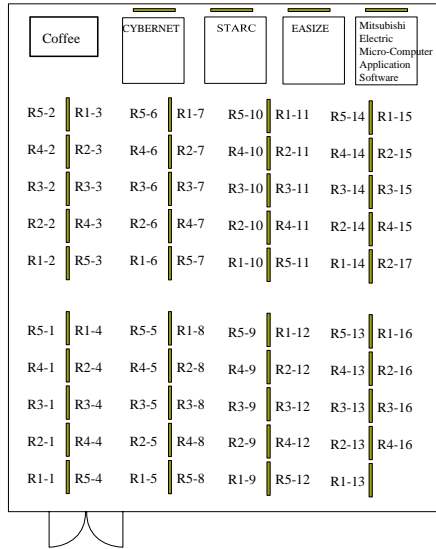 Coffee
CYBERNET
STARC
EASIZE
Mitsubishi
Electric
Micro-Computer
Application
Software
R5-2 R1-3 R5-6 R1-7 R5-10 R1-11 R5-14 R1-15
R4-2 R2-3 R4-6 R2-7 R4-10 R2-11 R4-14 R2-15
R3-2 R3-3 R3-6 R3-7 R3-10 R3-11 R3-14 R3-15
R2-2 R4-3 R2-6 R4-7 R2-10 R4-11 R2-14 R4-15
R1-2 R5-3 R1-6 R5-7 R1-10 R5-11 R1-14 R2-17
R5-1 R1-4 R5-5 R1-8 R5-9 R1-12 R5-13 R1-16
R4-1 R2-4 R4-5 R2-8 R4-9 R2-12 R4-13 R2-16
R3-1 R3-4 R3-5 R3-8 R3-9 R3-12 R3-13 R3-16
R2-1 R4-4 R2-5 R4-8 R2-9 R4-12 R2-13 R4-16
R1-1 R5-4 R1-5 R5-8 R1-9 R5-12 R1-13